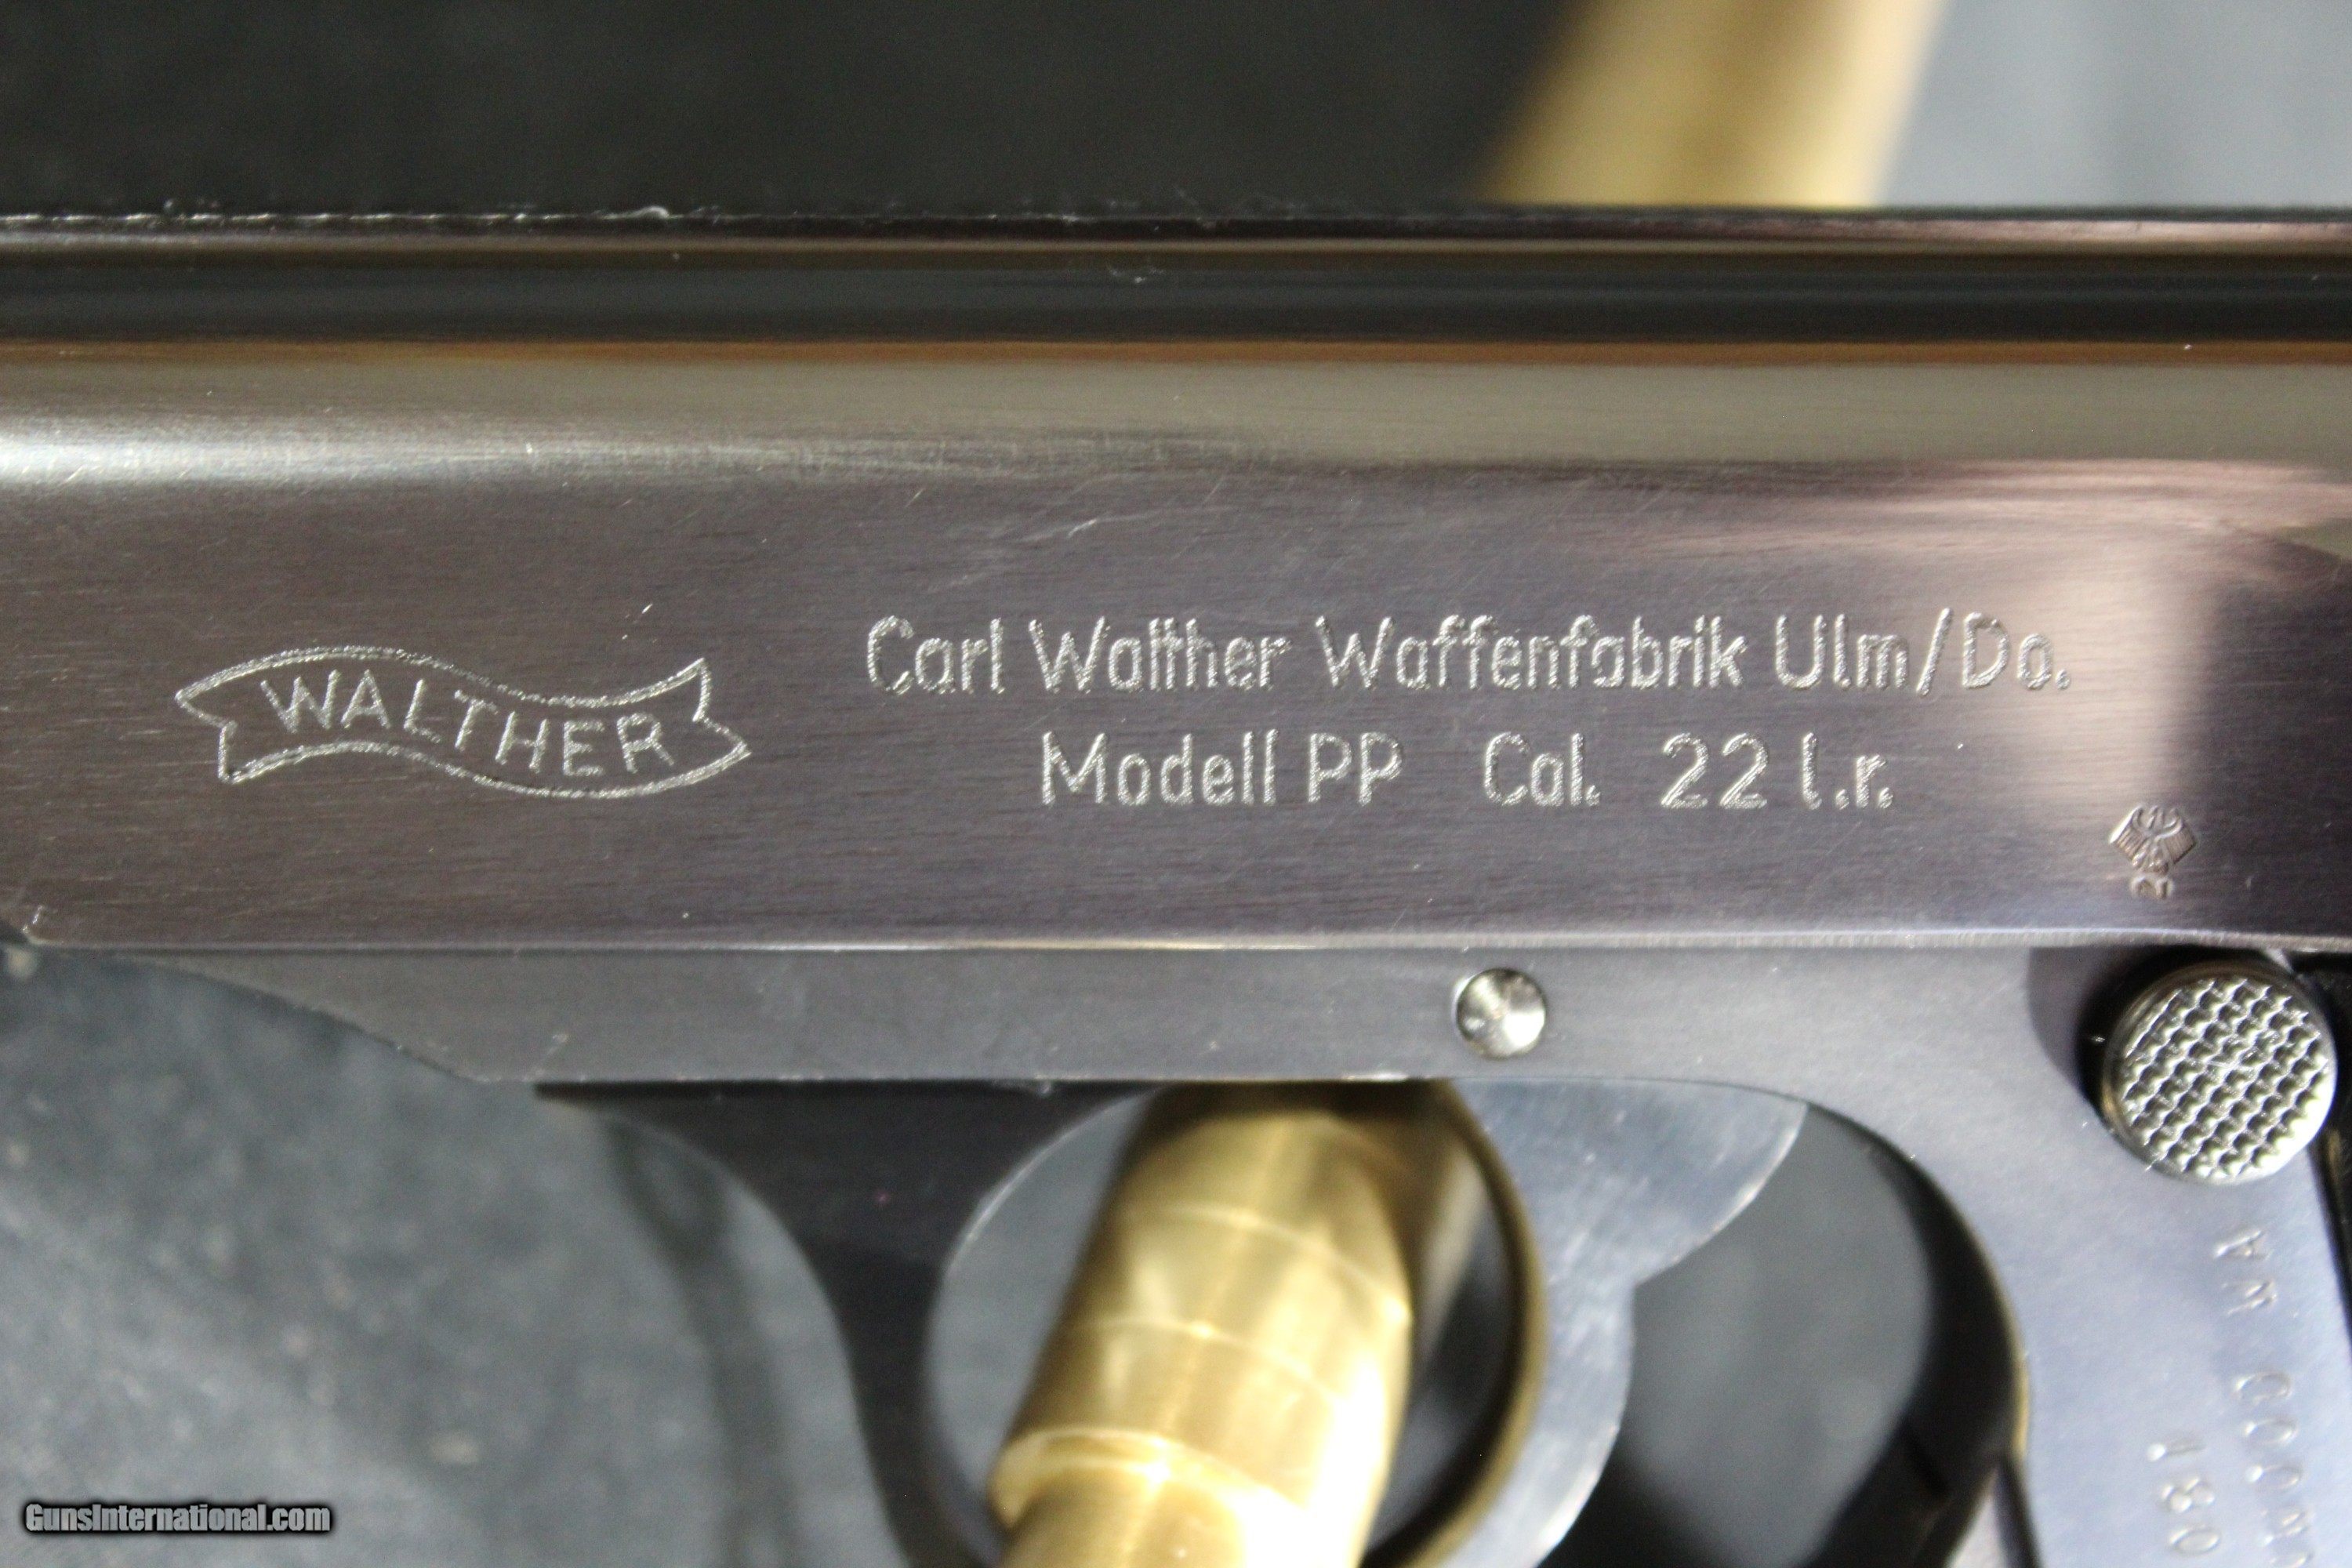 WALTHER
Carl Walther Waffenfabrik Ulm/Do.
Modell PP Cal. 22 l.r.
GunsInternational.com